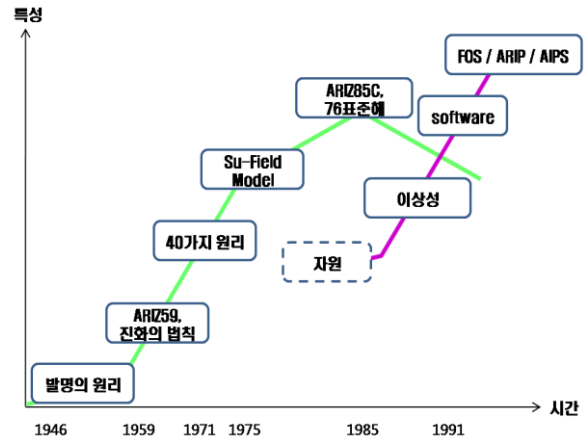 특성
FOS / ARIP / AIPS
ARIZ85C,
76표준해
software
Su-Field
Model
이상성
40가지 원리
자원
ARIZ59,
진화의 법칙
발명의 원리
시간
1946
1959
1971
1975
1985
1991